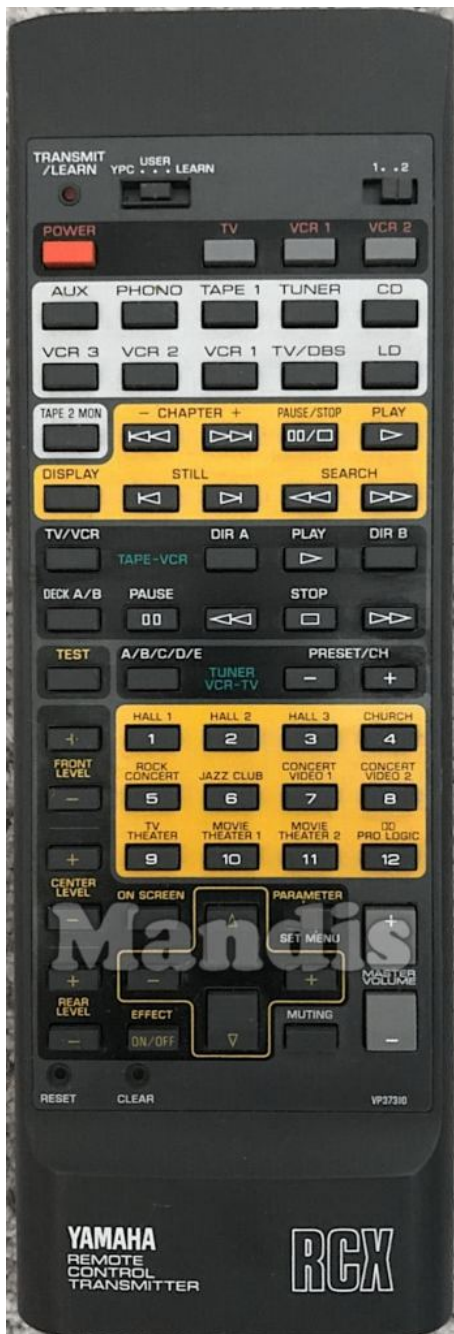 TRANSMIT
/LEARN
USER
YPC . . . LEARN
1 . . 2
POWER TV VCR 1 VCR 2
AUX PHONO TAPE 1 TUNER CD
VCR 3 VCR 2 VCR 1 TV/DBS LD
TAPE 2 MON
− CHAPTER + PAUSE/STOP PLAY
DISPLAY STILL SEARCH
TV/VCR TAPE-VCR DIR A PLAY DIR B
DECK A/B PAUSE STOP
TEST A/B/C/D/E PRESET/CH
TUNER
VCR-TV
− +
HALL 1 HALL 2 HALL 3 CHURCH
1 2 3 4
FRONT
LEVEL
−
ROCK
CONCERT
JAZZ CLUB
CONCERT
VIDEO 1
CONCERT
VIDEO 2
5 6 7 8
TV
THEATER
MOVIE
THEATER 1
MOVIE
THEATER 2
PRO LOGIC
9 10 11 12
+
CENTER
LEVEL
−
ON SCREEN
PARAMETER
SET MENU
+
MASTER
VOLUME
−
Mandis
+
REAR
LEVEL
−
− +
EFFECT
ON/OFF
MUTING
RESET CLEAR VP37310
YAMAHA
REMOTE
CONTROL
TRANSMITTER
RCX